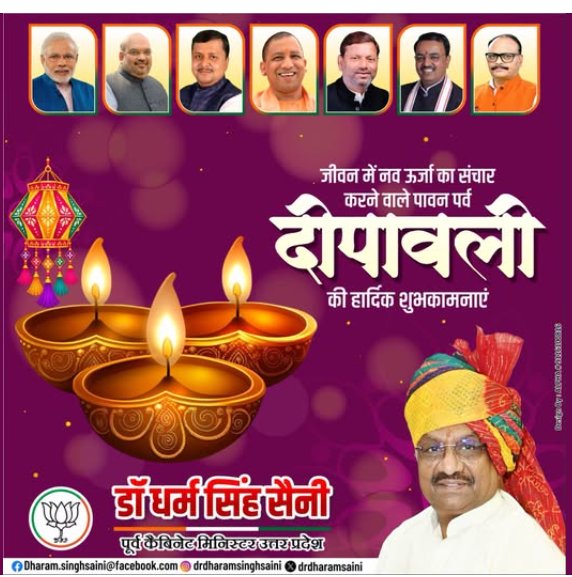 जीवन में नव ऊर्जा का संचार
करने वाले पावन पर्व
दीपावली
की हार्दिक शुभकामनाएं
डॉ धर्म सिंह सैनी
पूर्व कैबिनेट मिनिस्टर उत्तर प्रदेश
Dharam.singhsaini@facebook.com drdharamsinghsaini drdharamsaini